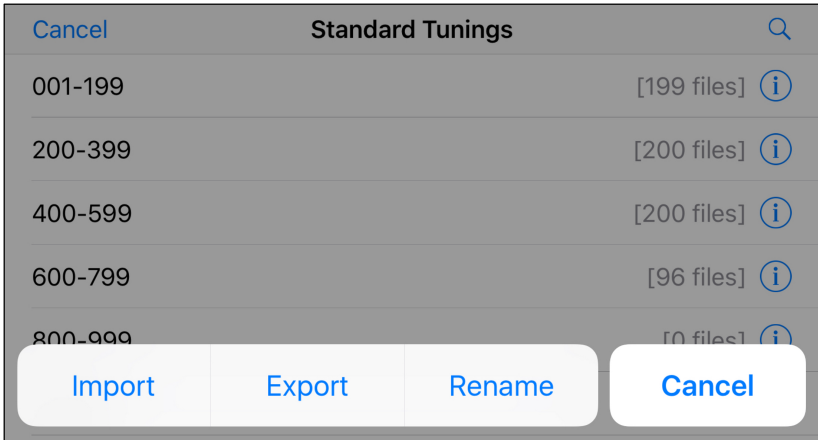 Cancel Standard Tunings
001-199 [199 files]
200-399 [200 files]
400-599 [200 files]
600-799 [96 files]
800-999 [0 files]
Import Export Rename Cancel